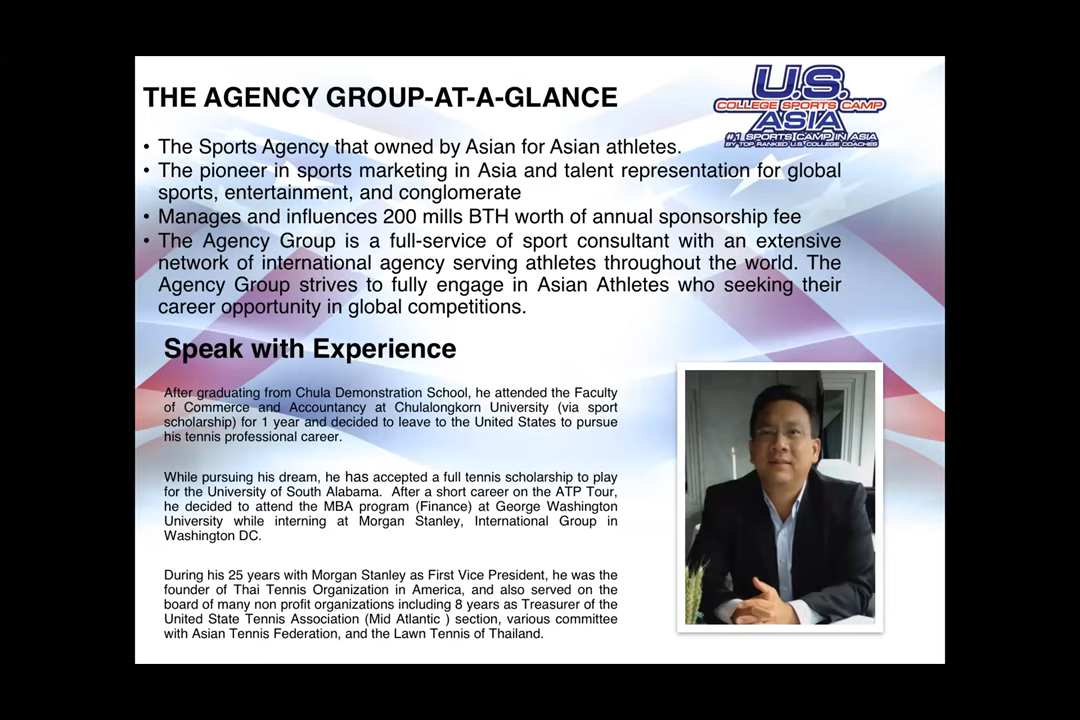 THE AGENCY GROUP-AT-A-GLANCE
U.S.
COLLEGE SPORTS CAMP
ASIA
#1 SPORTS CAMP IN ASIA
BY TOP RANKED U.S. COLLEGE COACHES
• The Sports Agency that owned by Asian for Asian athletes.
• The pioneer in sports marketing in Asia and talent representation for global
sports, entertainment, and conglomerate
• Manages and influences 200 mills BTH worth of annual sponsorship fee
• The Agency Group is a full-service of sport consultant with an extensive
network of international agency serving athletes throughout the world. The
Agency Group strives to fully engage in Asian Athletes who seeking their
career opportunity in global competitions.
Speak with Experience
After graduating from Chula Demonstration School, he attended the Faculty
of Commerce and Accountancy at Chulalongkorn University (via sport
scholarship) for 1 year and decided to leave to the United States to pursue
his tennis professional career.
While pursuing his dream, he has accepted a full tennis scholarship to play
for the University of South Alabama. After a short career on the ATP Tour,
he decided to attend the MBA program (Finance) at George Washington
University while interning at Morgan Stanley, International Group in
Washington DC.
During his 25 years with Morgan Stanley as First Vice President, he was the
founder of Thai Tennis Organization in America, and also served on the
board of many non profit organizations including 8 years as Treasurer of the
United State Tennis Association (Mid Atlantic ) section, various committee
with Asian Tennis Federation, and the Lawn Tennis of Thailand.